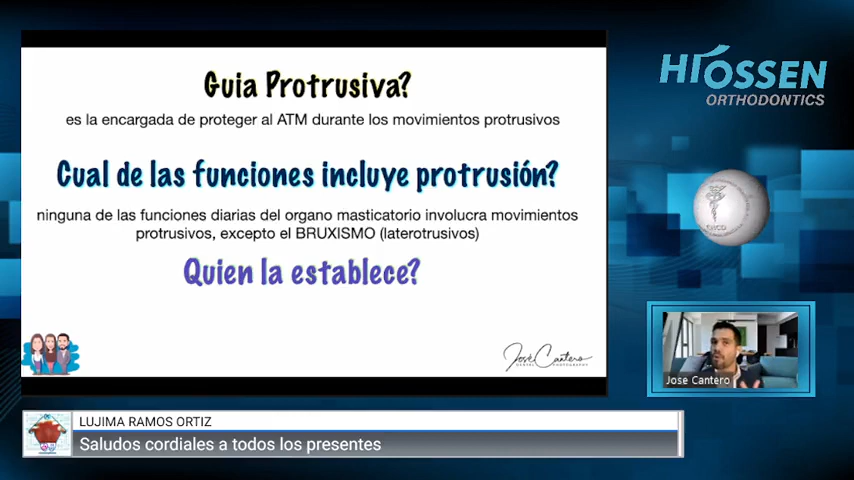 Guia Protrusiva?
es la encargada de proteger al ATM durante los movimientos protrusivos
Cual de las funciones incluye protrusión?
ninguna de las funciones diarias del organo masticatorio involucra movimientos
protrusivos, excepto el BRUXISMO (laterotrusivos)
Quien la establece?
José Cantero
HIOSSEN
ORTHODONTICS
Jose Cantero
LUJIMA RAMOS ORTIZ
Saludos cordiales a todos los presentes